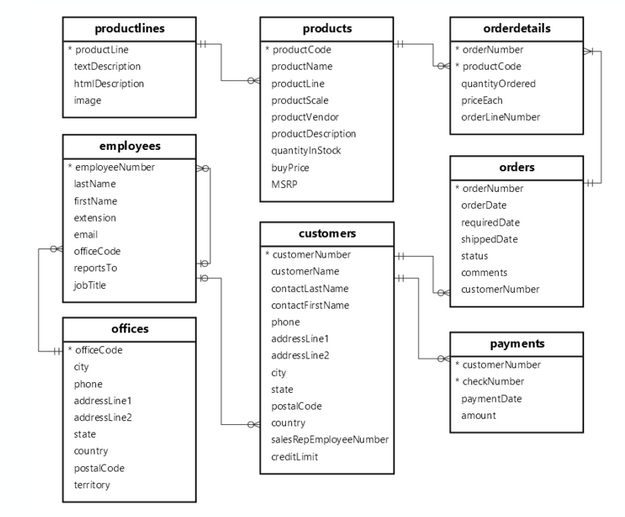 productlines
* productLine
textDescription
htmlDescription
image
products
* productCode
productName
productLine
productScale
productVendor
productDescription
quantityInStock
buyPrice
MSRP
orderdetails
* orderNumber
* productCode
quantityOrdered
priceEach
orderLineNumber
employees
* employeeNumber
lastName
firstName
extension
email
officeCode
reportsTo
jobTitle
customers
* customerNumber
customerName
contactLastName
contactFirstName
phone
addressLine1
addressLine2
city
state
postalCode
country
salesRepEmployeeNumber
creditLimit
orders
* orderNumber
orderDate
requiredDate
shippedDate
status
comments
customerNumber
offices
* officeCode
city
phone
addressLine1
addressLine2
state
country
postalCode
territory
payments
* customerNumber
* checkNumber
paymentDate
amount